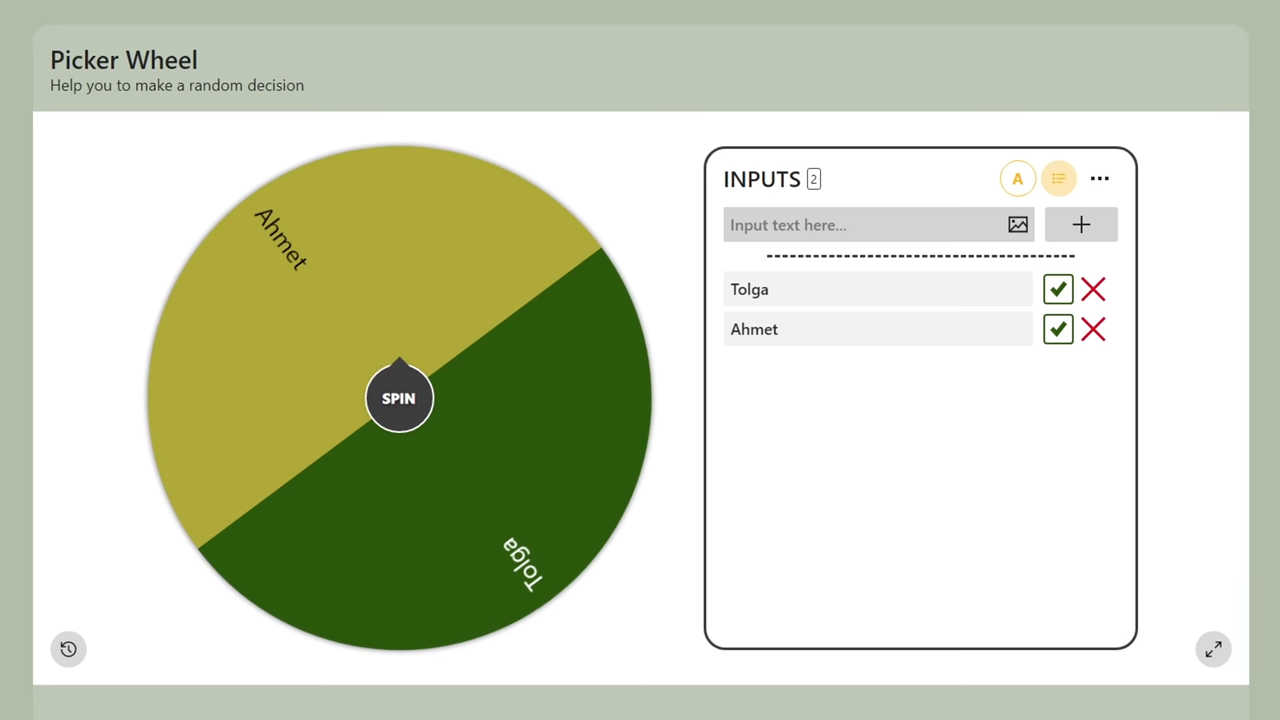 Picker Wheel
Help you to make a random decision
Ahmet
SPIN
Tolga
INPUTS 2
A
Input text here...
Tolga
Ahmet